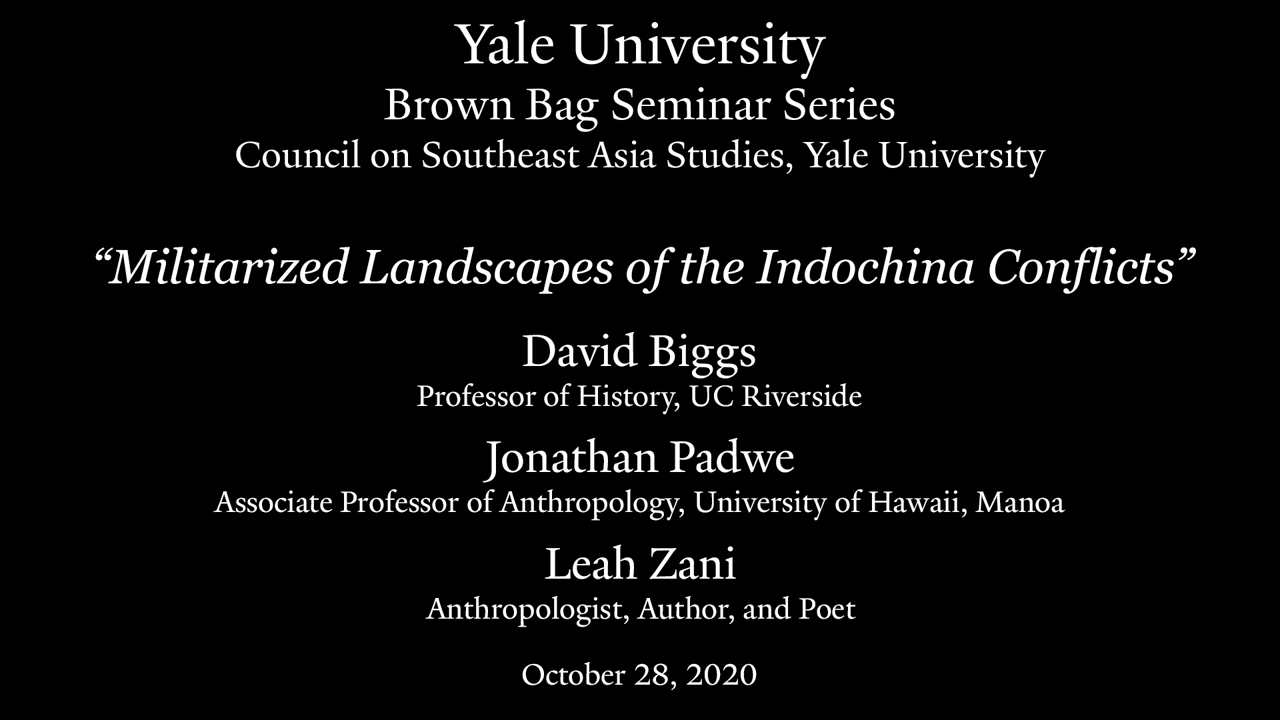 Yale University
Brown Bag Seminar Series
Council on Southeast Asia Studies, Yale University
“Militarized Landscapes of the Indochina Conflicts”
David Biggs
Professor of History, UC Riverside
Jonathan Padwe
Associate Professor of Anthropology, University of Hawaii, Manoa
Leah Zani
Anthropologist, Author, and Poet
October 28, 2020